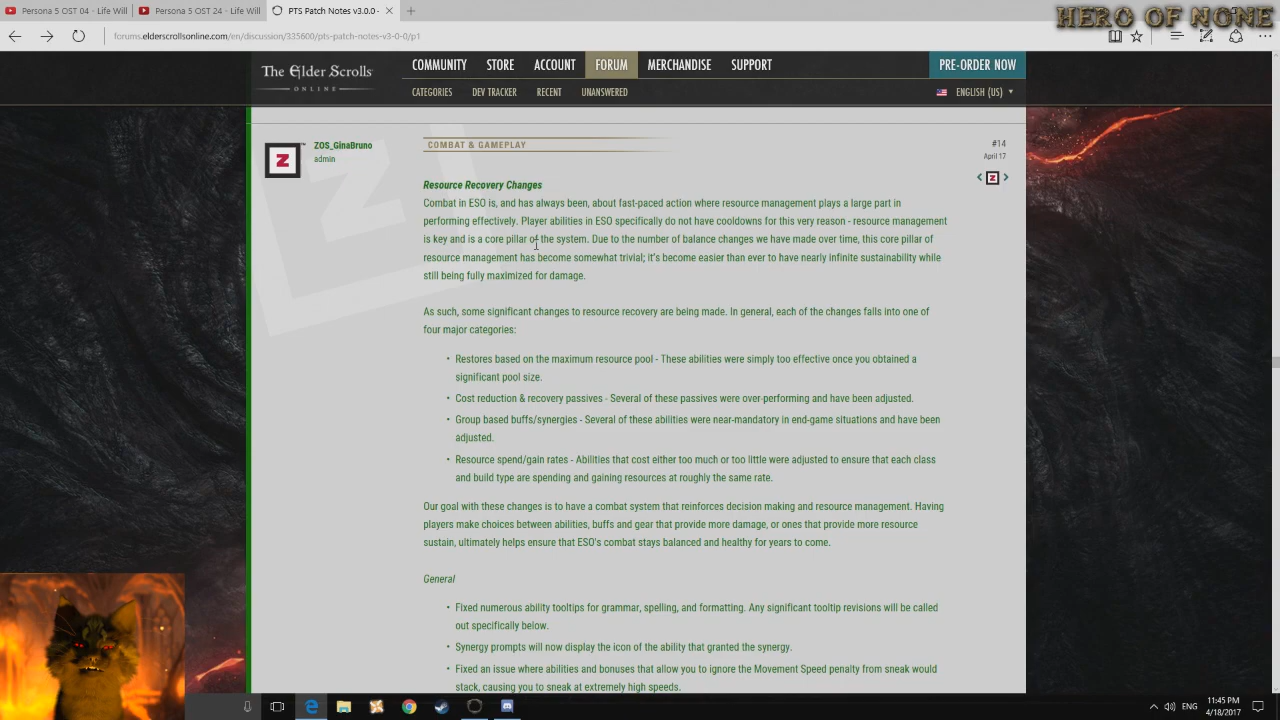 Persona 5 OST 04 - Life Will
Persona 5 OST 24 - Life Will
PTS Patch Notes v3.0.0 -
HERO OF NONE
forums.elderscrollsonline.com/en/discussion/335600/pts-patch-notes-v3-0-0/p1
The Elder Scrolls
ONLINE
COMMUNITY STORE ACCOUNT FORUM MERCHANDISE SUPPORT PRE-ORDER NOW
CATEGORIES DEV TRACKER RECENT UNANSWERED ENGLISH (US)
ZOS_GinaBruno
admin
COMBAT & GAMEPLAY
#14
April 17
Resource Recovery Changes
Combat in ESO is, and has always been, about fast-paced action where resource management plays a large part in
performing effectively. Player abilities in ESO specifically do not have cooldowns for this very reason - resource management
is key and is a core pillar of the system. Due to the number of balance changes we have made over time, this core pillar of
resource management has become somewhat trivial; it's become easier than ever to have nearly infinite sustainability while
still being fully maximized for damage.
As such, some significant changes to resource recovery are being made. In general, each of the changes falls into one of
four major categories:
• Restores based on the maximum resource pool - These abilities were simply too effective once you obtained a
significant pool size.
• Cost reduction & recovery passives - Several of these passives were over-performing and have been adjusted.
• Group based buffs/synergies - Several of these abilities were near-mandatory in end-game situations and have been
adjusted.
• Resource spend/gain rates - Abilities that cost either too much or too little were adjusted to ensure that each class
and build type are spending and gaining resources at roughly the same rate.
Our goal with these changes is to have a combat system that reinforces decision making and resource management. Having
players make choices between abilities, buffs and gear that provide more damage, or ones that provide more resource
sustain, ultimately helps ensure that ESO's combat stays balanced and healthy for years to come.
General
• Fixed numerous ability tooltips for grammar, spelling, and formatting. Any significant tooltip revisions will be called
out specifically below.
• Synergy prompts will now display the icon of the ability that granted the synergy.
• Fixed an issue where abilities and bonuses that allow you to ignore the Movement Speed penalty from sneak would
stack, causing you to sneak at extremely high speeds.
ENG
11:45 PM
4/18/2017